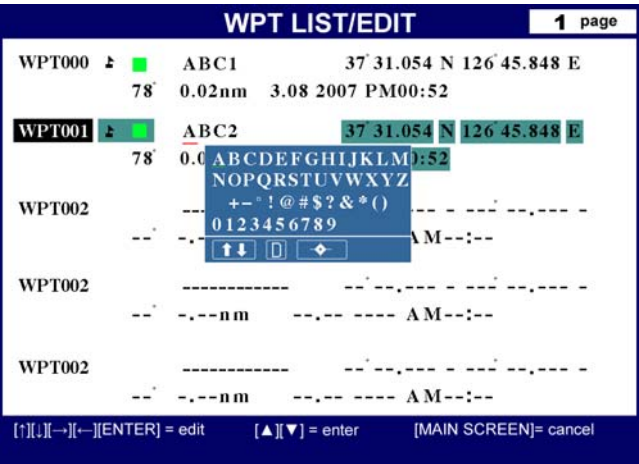 WPT LIST/EDIT 1 page
WPT000 ABC1 37°31.054 N 126°45.848 E
78° 0.02nm 3.08 2007 PM00:52
WPT001 ABC2 37°31.054 N 126°45.848 E
78° 0.0 :52
ABCDEFGHIJKLM
NOPQRSTUVWXYZ
+-°!@#$?&*()
0123456789
D
WPT002 --- --- - ---°--.--- -
--° -.- AM--:--
WPT002 ------------ --°--.--- - ---°--.--- -
--° -.--nm --.-- ---- AM--:--
WPT002 ------------ --°--.--- - ---°--.--- -
--° -.--nm --.-- ---- AM--:--
[↑][↓][→][←][ENTER] = edit [▲][▼] = enter [MAIN SCREEN]= cancel